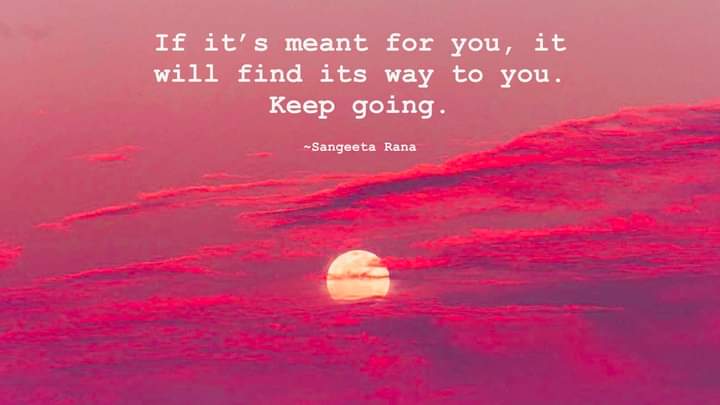 If it’s meant for you, it
will find its way to you.
Keep going.
~Sangeeta Rana